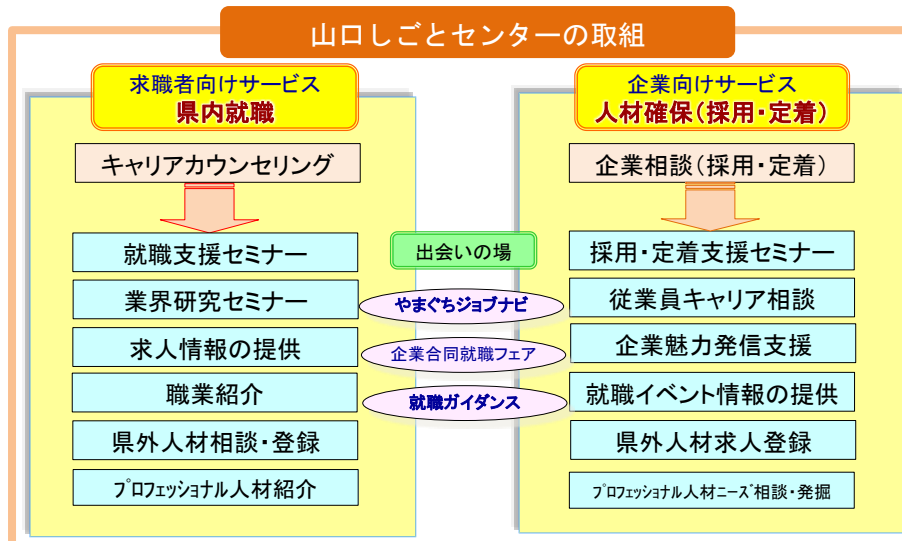 山口しごとセンターの取組
求職者向けサービス
県内就職
キャリアカウンセリング
就職支援セミナー
業界研究セミナー
求人情報の提供
職業紹介
県外人材相談・登録
プロフェッショナル人材紹介
出会いの場
やまぐちジョブナビ
企業合同就職フェア
就職ガイダンス
企業向けサービス
人材確保(採用・定着)
企業相談(採用・定着)
採用・定着支援セミナー
従業員キャリア相談
企業魅力発信支援
就職イベント情報の提供
県外人材求人登録
プロフェッショナル人材ニーズ相談・発掘